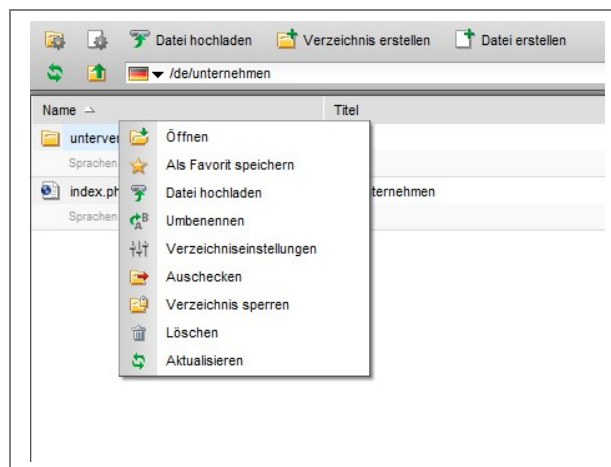 Datei hochladen Verzeichnis erstellen Datei erstellen
/de/unternehmen
Name Titel
unterver
Sprachen
index.ph ternehmen
Sprachen
Öffnen
Als Favorit speichern
Datei hochladen
Umbenennen
Verzeichniseinstellungen
Auschecken
Verzeichnis sperren
Löschen
Aktualisieren